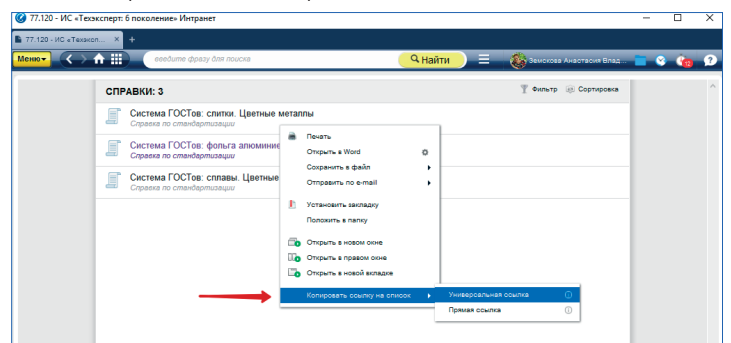 77.120 - ИС «Техэксперт: 6 поколение» Интранет
77.120 - ИС «Техэксп... × +
Меню
введите фразу для поиска
Найти
Замскова Анастасия Влад...
12
?
СПРАВКИ: 3
Фильтр
Сортировка
Система ГОСТов: слитки. Цветные металлы
Справка по стандартизации
Система ГОСТов: фольга алюминие
Справка по стандартизации
Система ГОСТов: сплавы. Цветные
Справка по стандартизации
Печать
Открыть в Word
Сохранить в файл
Отправить по e-mail
Установить закладку
Положить в папку
Открыть в новом окне
Открыть в правом окне
Открыть в новой вкладке
Копировать ссылку на список
Универсальная ссылка
Прямая ссылка